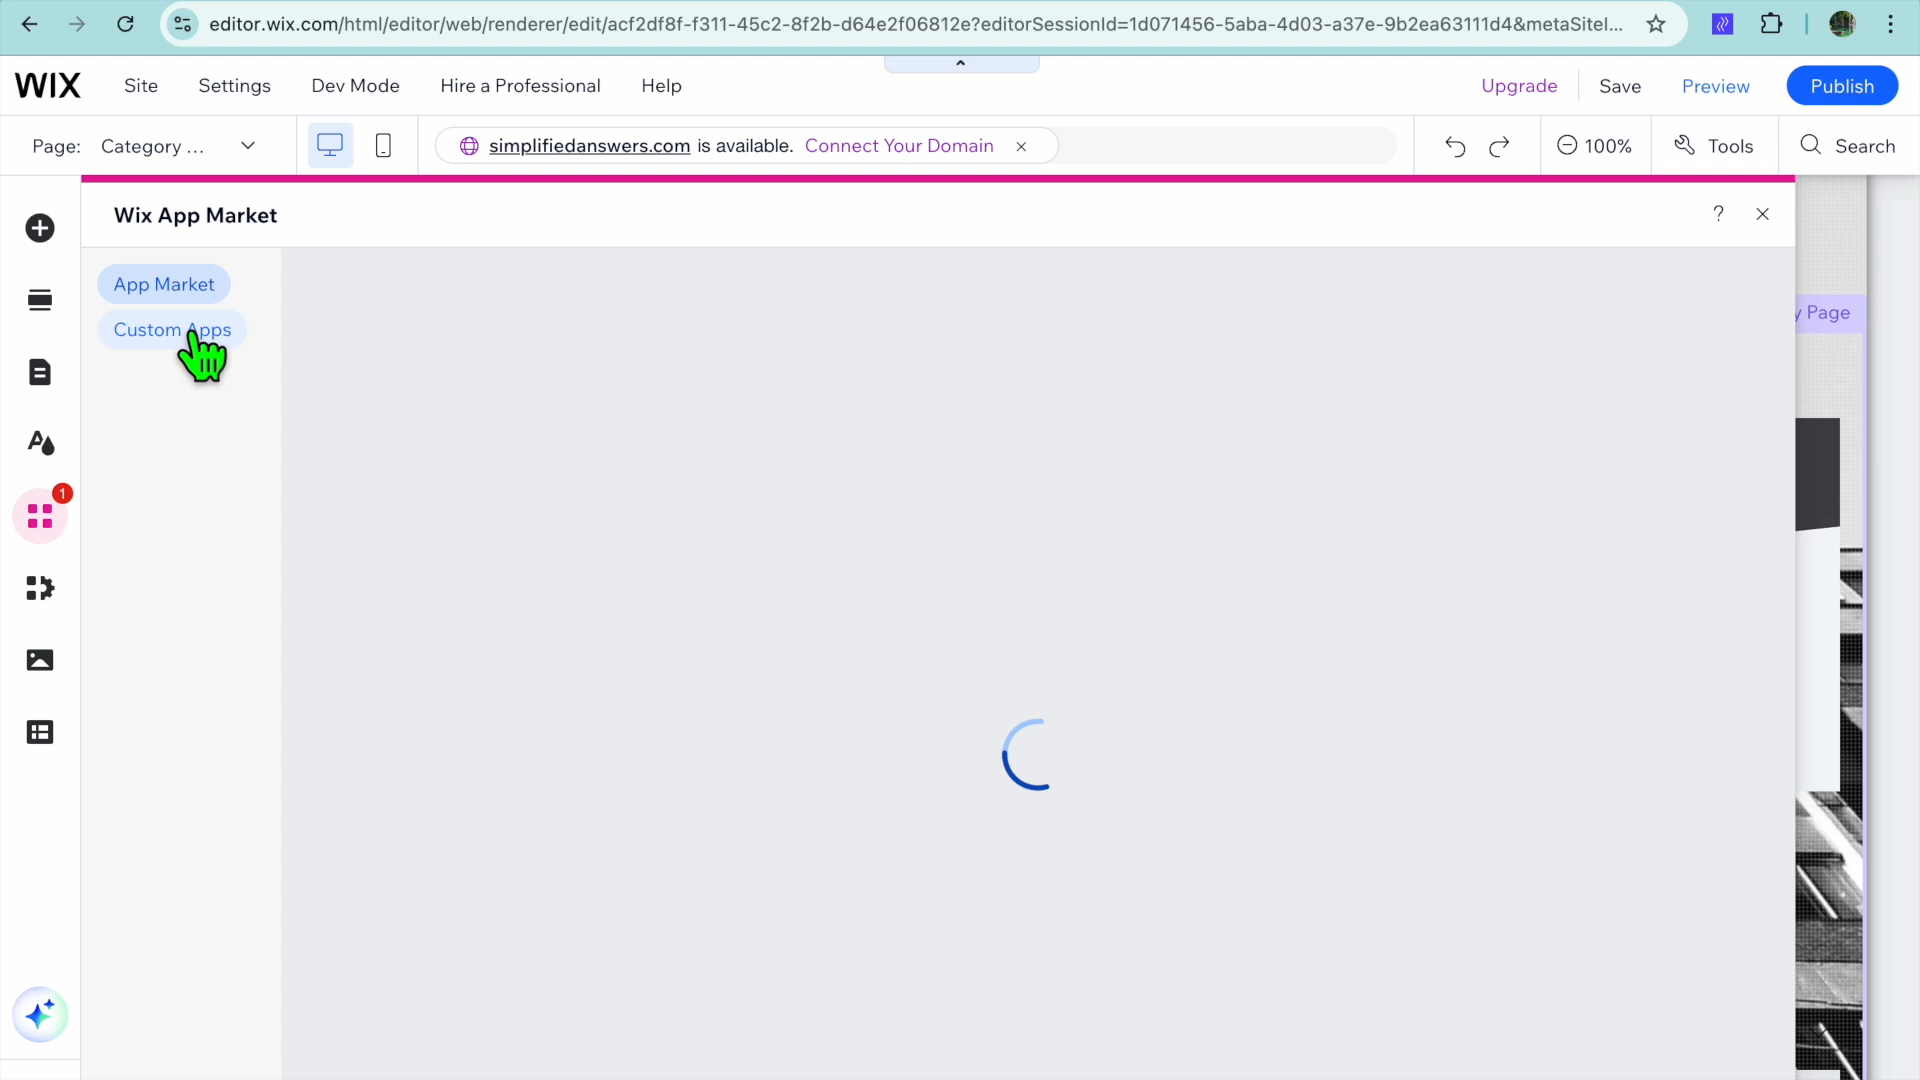 editor.wix.com/html/editor/web/renderer/edit/acf2df8f-f311-45c2-8f2b-d64e2f06812e?editorSessionId=1d071456-5aba-4d03-a37e-9b2ea63111d4&metaSiteI...
WIX Site Settings Dev Mode Hire a Professional Help Upgrade Save Preview Publish
Page: Category ... simplifiedanswers.com is available. Connect Your Domain 100% Tools Search
Wix App Market ?
App Market
y Page
Custom Apps
1